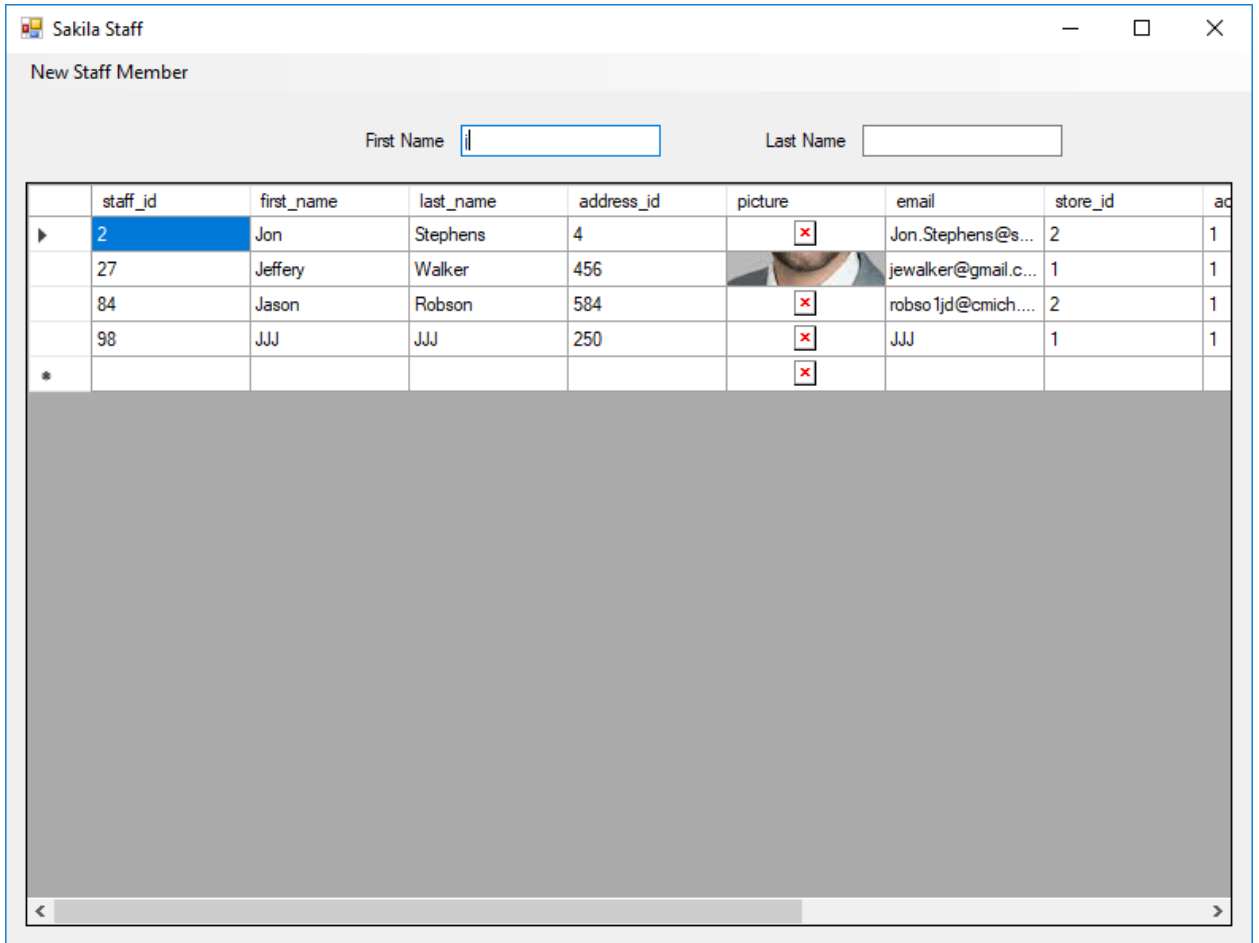 Sakila Staff
New Staff Member
First Name j Last Name
staff_id first_name last_name address_id picture email store_id ac
2 Jon Stephens 4 Jon.Stephens@s... 2 1
27 Jeffery Walker 456 jewalker@gmail.c... 1 1
84 Jason Robson 584 robso1jd@cmich.... 2 1
98 JJJ JJJ 250 JJJ 1 1